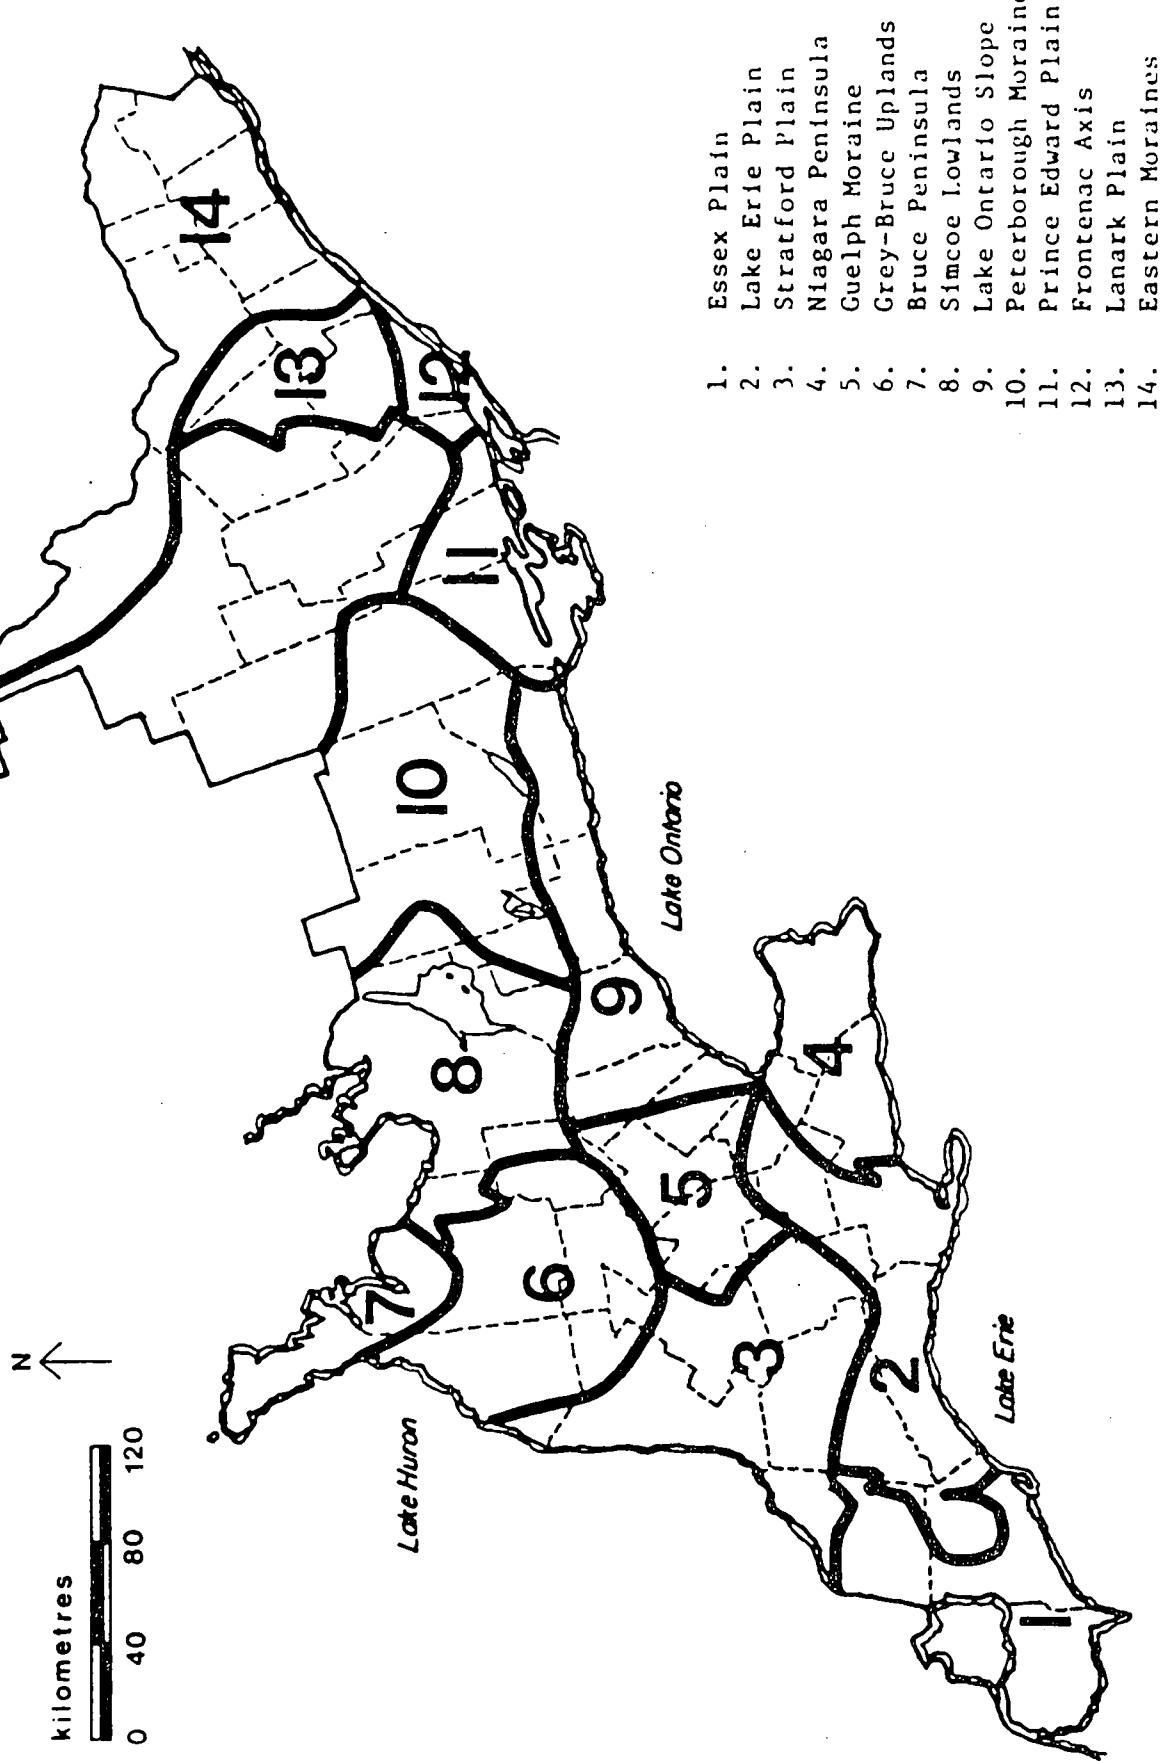 N
kilometres
0 40 80 120
Lake Huron
Lake Ontario
Lake Erie
1
2
3
4
5
6
7
8
9
10
11
12
13
14
1. Essex Plain
2. Lake Erie Plain
3. Stratford Plain
4. Niagara Peninsula
5. Guelph Moraine
6. Grey-Bruce Uplands
7. Bruce Peninsula
8. Simcoe Lowlands
9. Lake Ontario Slope
10. Peterborough Moraine
11. Prince Edward Plain
12. Frontenac Axis
13. Lanark Plain
14. Eastern Moraines